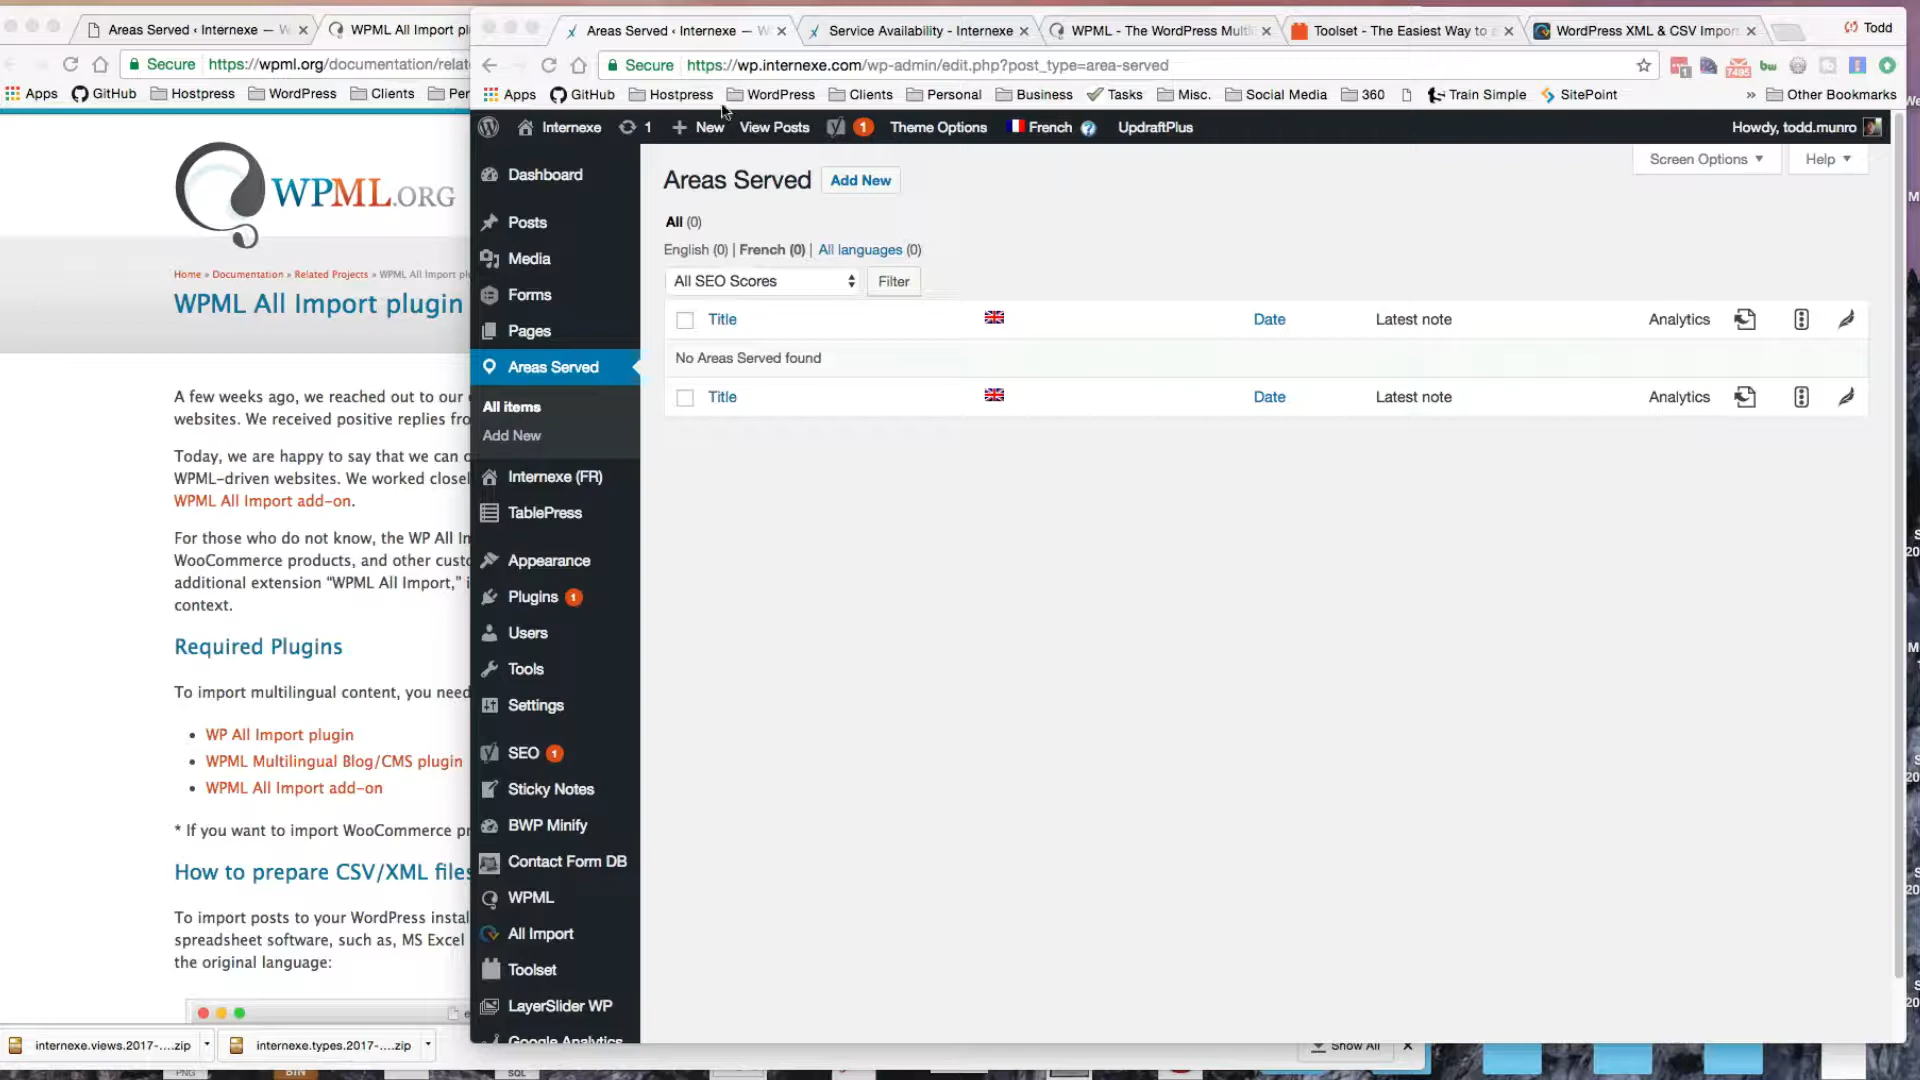 Areas Served ‹ Internexe — W
WPML All Import pl
Secure https://wpml.org/documentation/relat
Apps GitHub Hostpress WordPress Clients Per
WPML.ORG
Home » Documentation » Related Projects » WPML All Import pl
WPML All Import plugin
A few weeks ago, we reached out to our
websites. We received positive replies fro
Today, we are happy to say that we can
WPML-driven websites. We worked closel
WPML All Import add-on.
For those who do not know, the WP All Im
WooCommerce products, and other custo
additional extension “WPML All Import,” i
context.
Required Plugins
To import multilingual content, you need
WP All Import plugin
WPML Multilingual Blog/CMS plugin
WPML All Import add-on
* If you want to import WooCommerce pr
How to prepare CSV/XML files
To import posts to your WordPress instal
spreadsheet software, such as, MS Excel
the original language:
internexe.views.2017-....zip
internexe.types.2017-....zip
Areas Served ‹ Internexe — W
Service Availability - Internexe
WPML - The WordPress Multi
Toolset - The Easiest Way to
WordPress XML & CSV Impor
Todd
Secure https://wp.internexe.com/wp-admin/edit.php?post_type=area-served
1
7495
bw
Apps GitHub Hostpress WordPress Clients Personal Business Tasks Misc. Social Media 360 Train Simple SitePoint » Other Bookmarks
Internexe 1 New View Posts 1 Theme Options French UpdraftPlus Howdy, todd.munro
Dashboard
Posts
Media
Forms
Pages
Areas Served
All items
Add New
Internexe (FR)
TablePress
Appearance
Plugins 1
Users
Tools
Settings
SEO 1
Sticky Notes
BWP Minify
Contact Form DB
WPML
All Import
Toolset
LayerSlider WP
Google Analytics
Screen Options Help
Areas Served Add New
All (0)
English (0) | French (0) | All languages (0)
All SEO Scores Filter
Title Date Latest note Analytics
No Areas Served found
Title Date Latest note Analytics
Show All
PNG
BIN
SQL